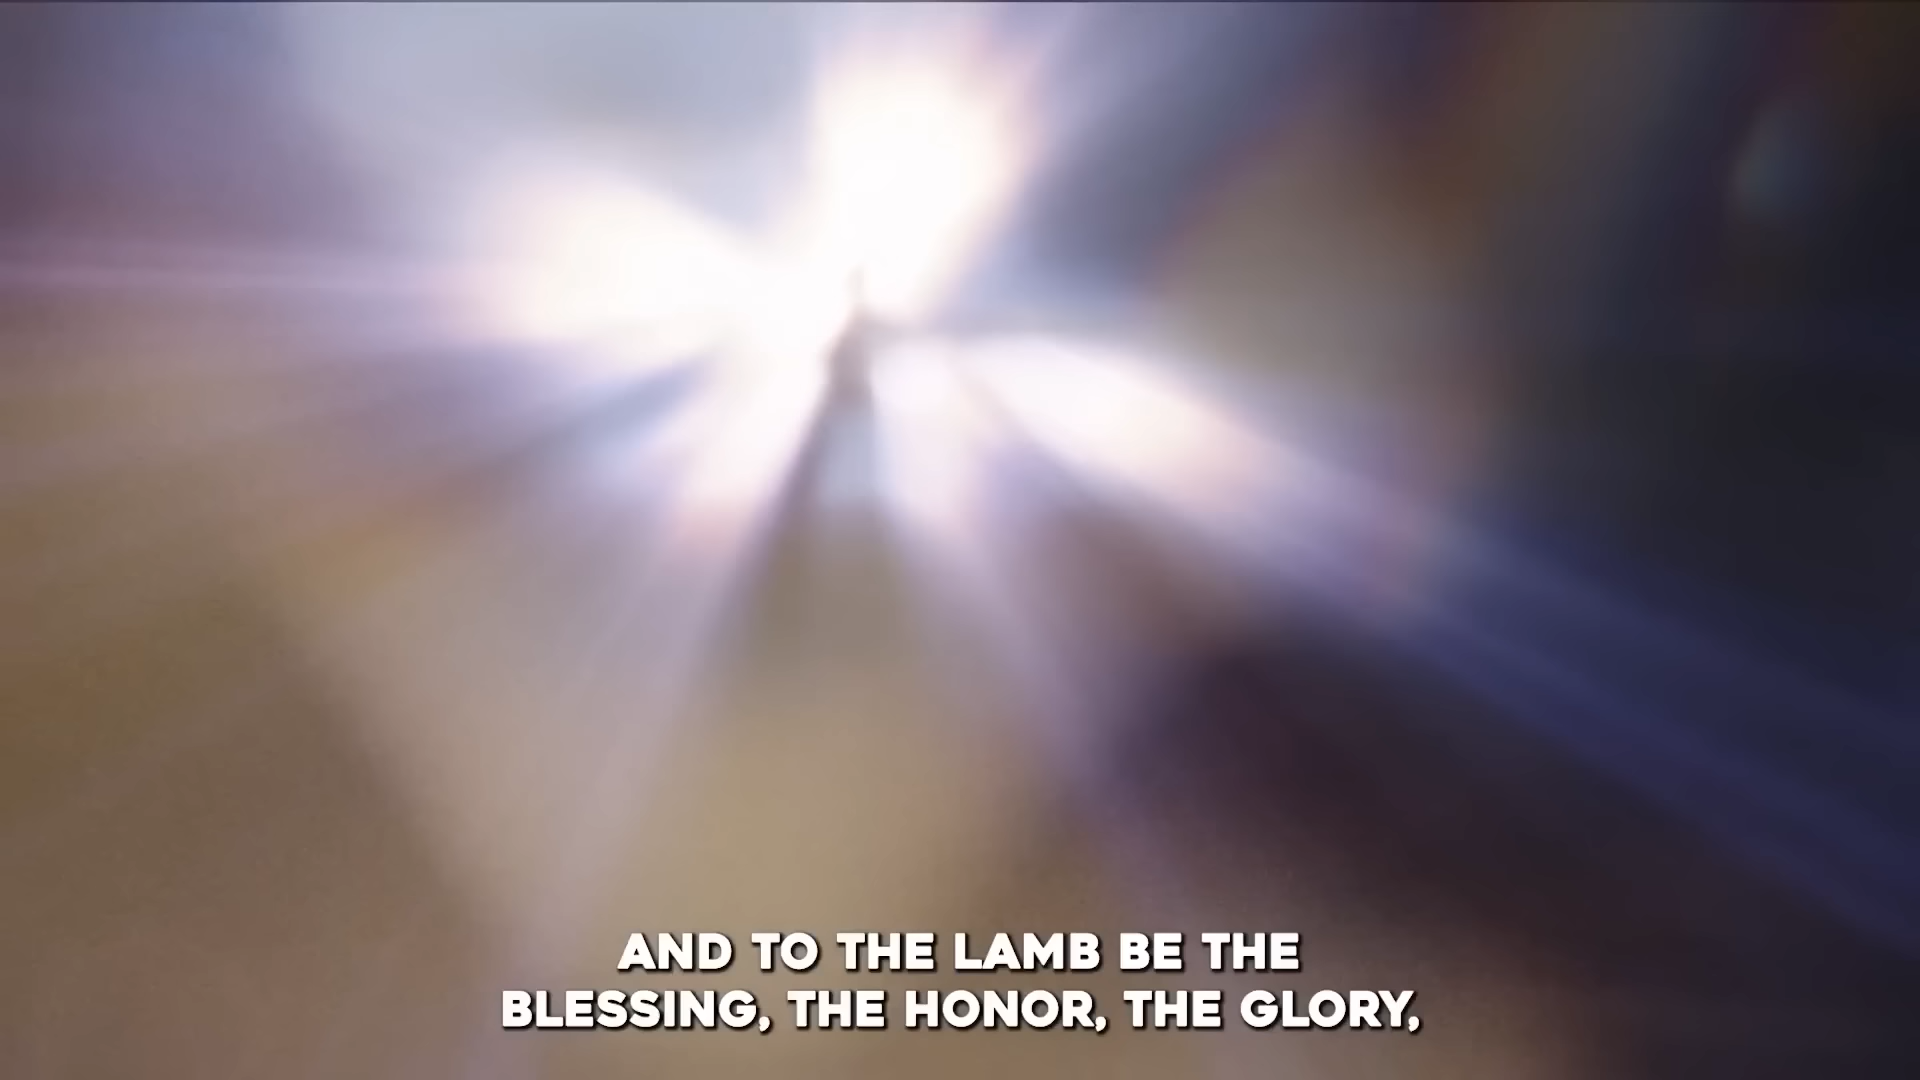 AND TO THE LAMB BE THE
BLESSING, THE HONOR, THE GLORY,